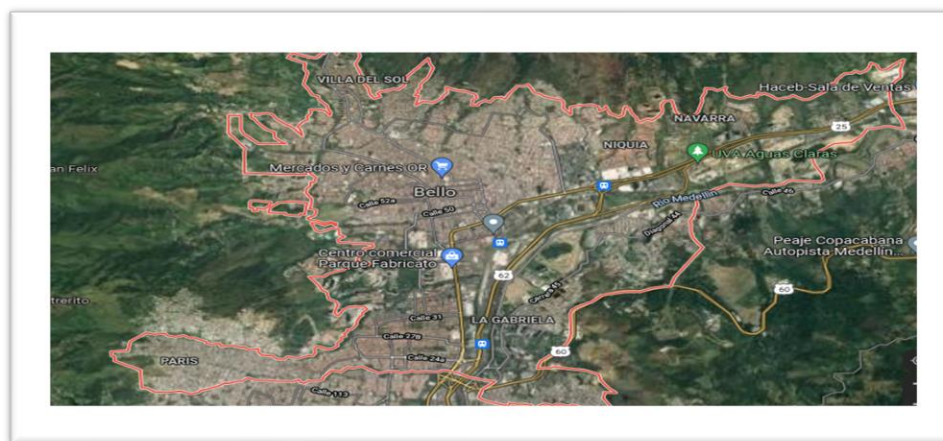 VILLA DEL SOL
Haceb-Sala de Ventas
NAVARRA
25
NIQUIA
UVA Aguas Claras
an Felix
Mercados y Carnes OR
Bello
Calle 52a
Calle 50
Río Medellín
Calle 46
Diagonal 44
Centro comercial
Parque Fabricato
Peaje Copacabana
Autopista Medellín...
62
60
trerito
Calle 31
LA GABRIELA
Calle 27B
60
PARIS
Calle 24a
Calle 113